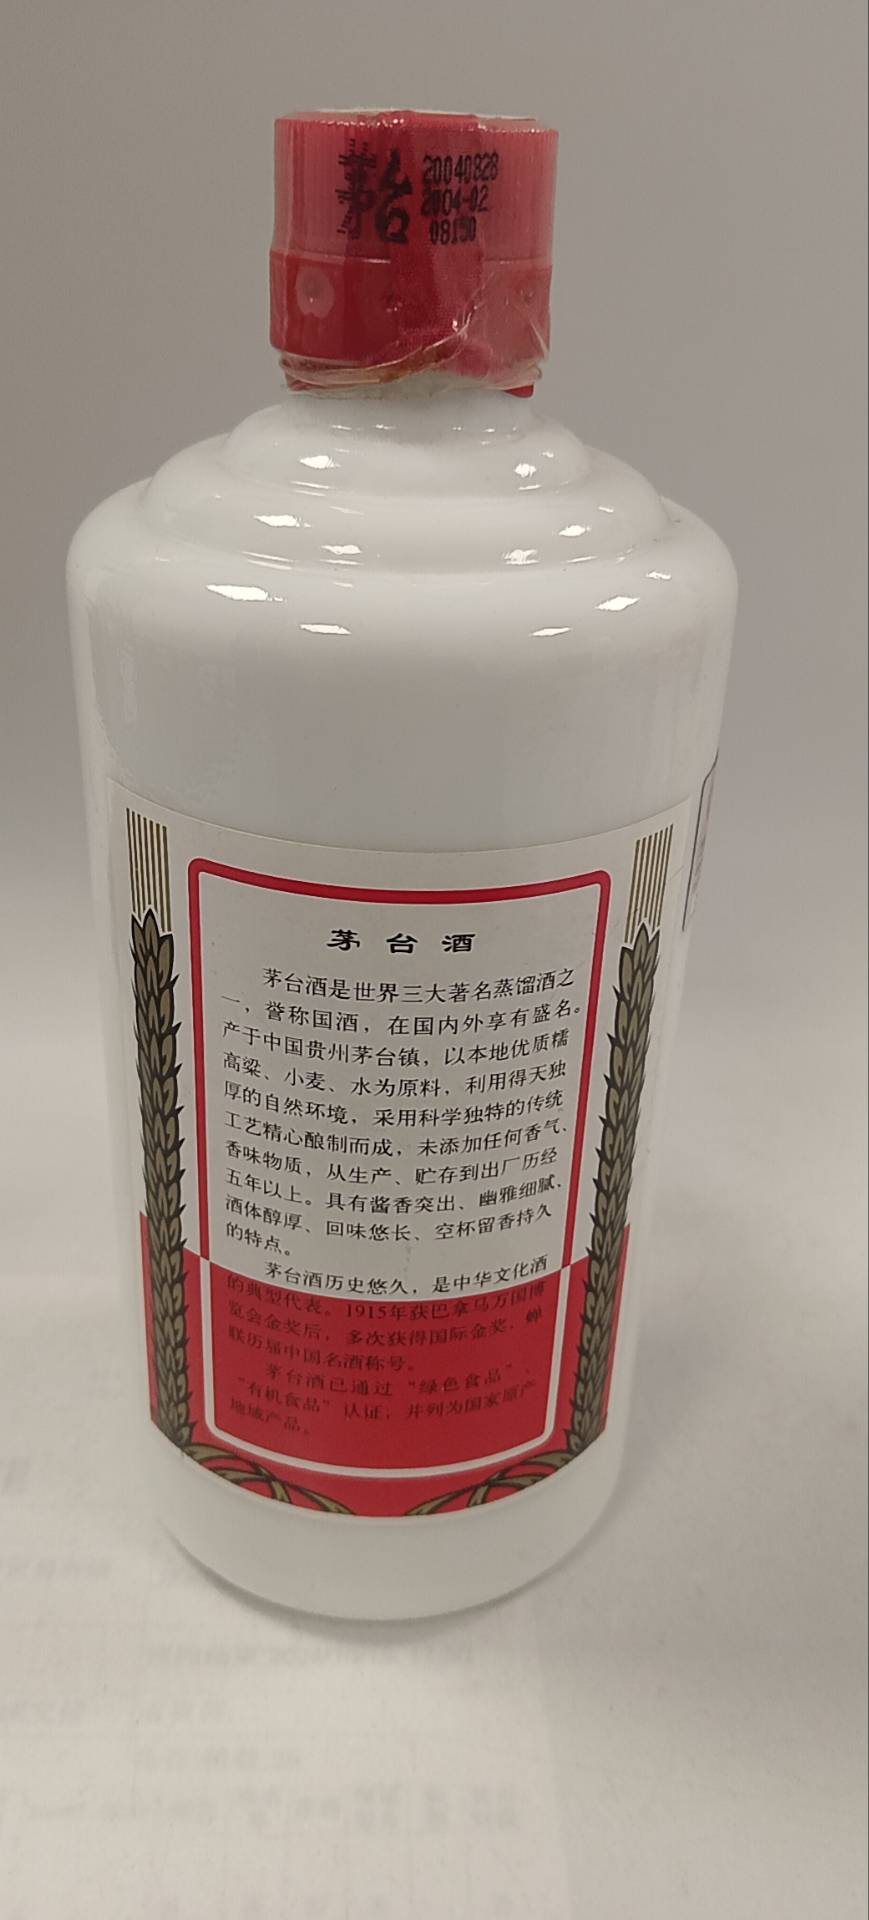 茅台
20040828
2004-02
08150
茅台酒
茅台酒是世界三大著名蒸馏酒之
一，誉称国酒，在国内外享有盛名。
产于中国贵州茅台镇，以本地优质糯
高粱、小麦、水为原料，利用得天独
厚的自然环境，采用科学独特的传统
工艺精心酿制而成，未添加任何香气、
香味物质，从生产、贮存到出厂历经
五年以上。具有酱香突出、幽雅细腻、
酒体醇厚、回味悠长、空杯留香持久
的特点。
茅台酒历史悠久，是中华文化酒
的典型代表。1915年获巴拿马万国博
览会金奖后，多次获得国际金奖，蝉
联历届中国名酒称号。
茅台酒已通过“绿色食品”、
“有机食品”认证，并列为国家原产
地域产品。